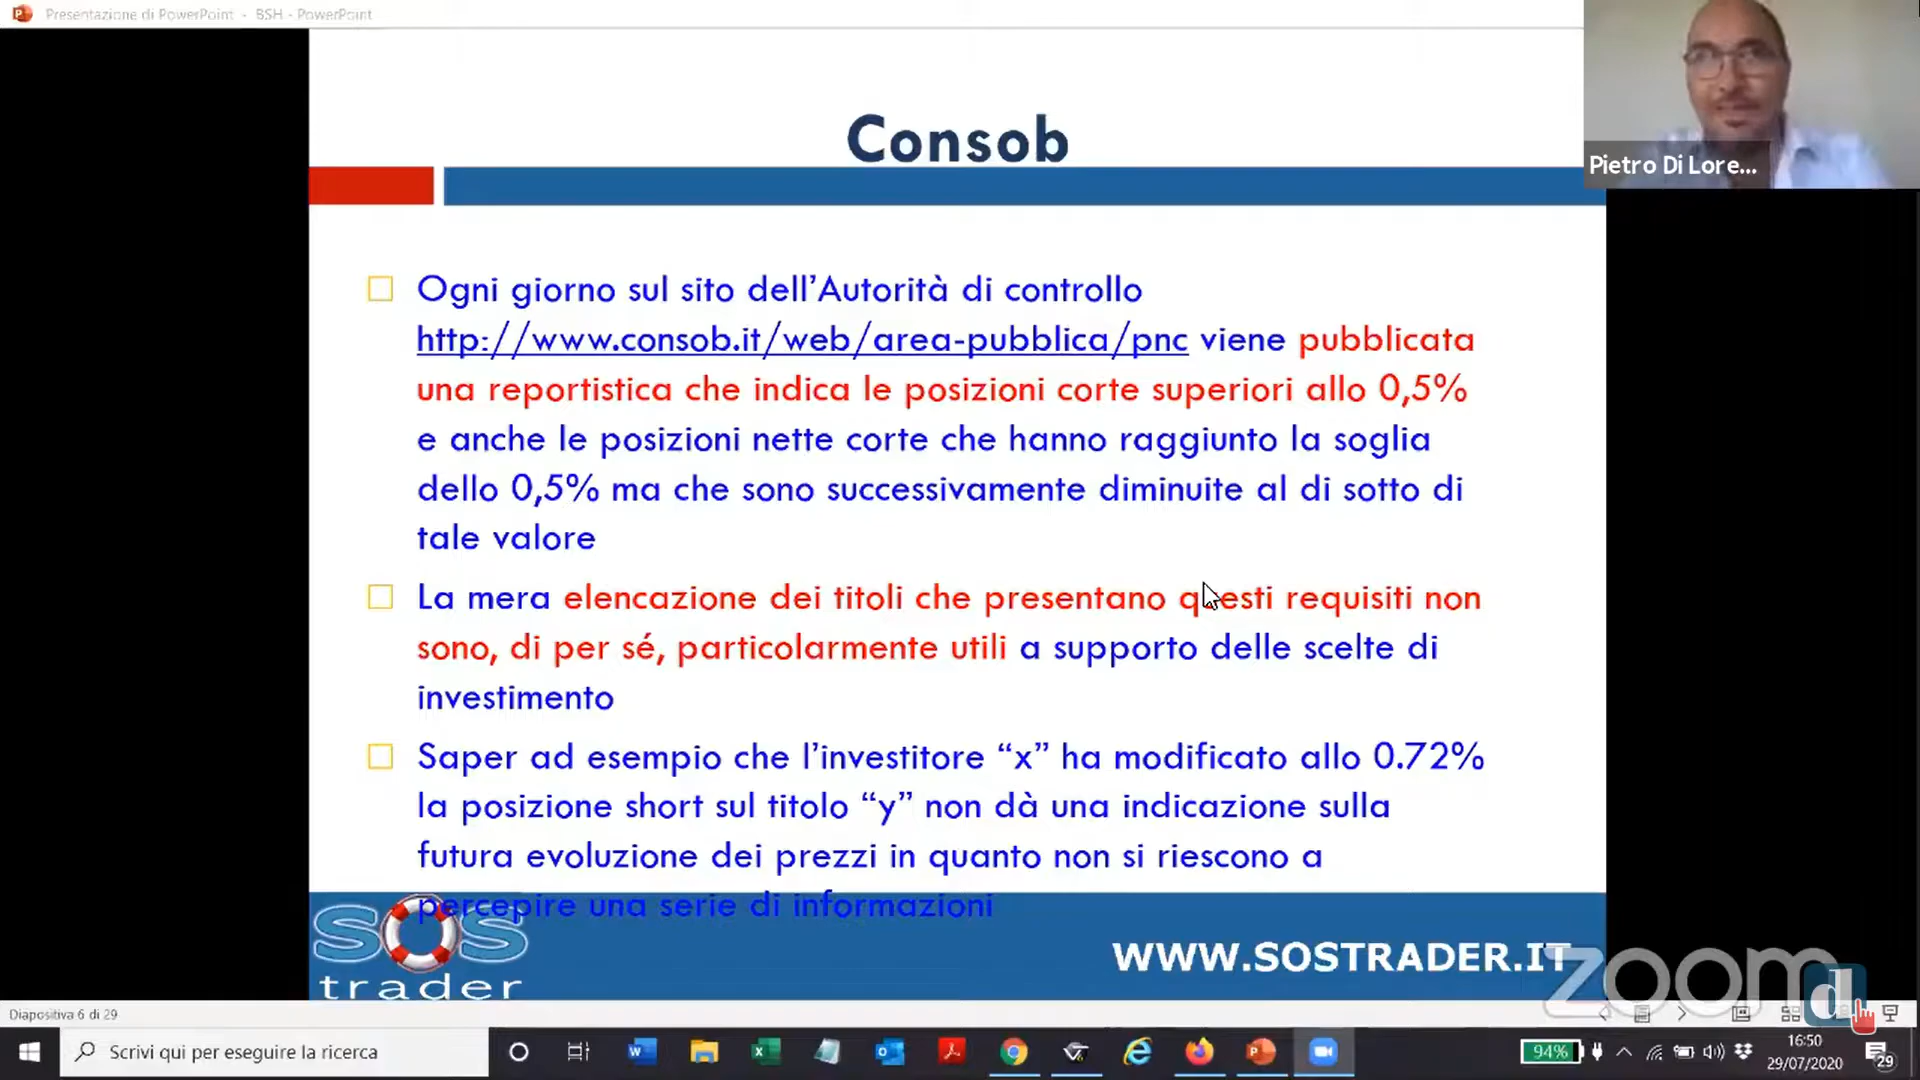 Presentazione di PowerPoint - BSH - PowerPoint
Pietro Di Lore...
Consob
Ogni giorno sul sito dell'Autorità di controllo
http://www.consob.it/web/area-pubblica/pnc viene pubblicata
una reportistica che indica le posizioni corte superiori allo 0,5%
e anche le posizioni nette corte che hanno raggiunto la soglia
dello 0,5% ma che sono successivamente diminuite al di sotto di
tale valore
La mera elencazione dei titoli che presentano questi requisiti non
sono, di per sé, particolarmente utili a supporto delle scelte di
investimento
Saper ad esempio che l'investitore “x” ha modificato allo 0.72%
la posizione short sul titolo “y” non dà una indicazione sulla
futura evoluzione dei prezzi in quanto non si riescono a
percepire una serie di informazioni
SOS
trader
WWW.SOSTRADER.IT
zoom
d
Diapositiva 6 di 29
Scrivi qui per eseguire la ricerca
94%
16:50
29/07/2020
29